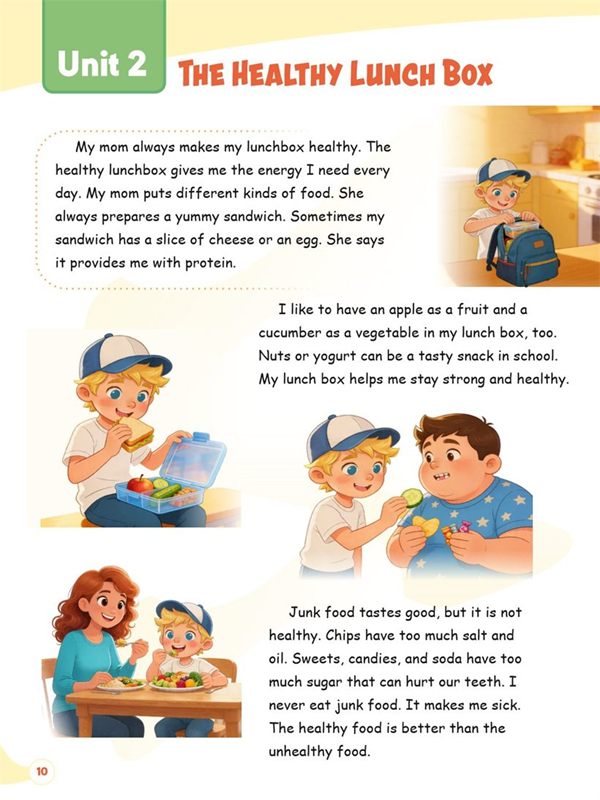 Unit 2
THE HEALTHY LUNCH BOX
My mom always makes my lunchbox healthy. The
healthy lunchbox gives me the energy I need every
day. My mom puts different kinds of food. She
always prepares a yummy sandwich. Sometimes my
sandwich has a slice of cheese or an egg. She says
it provides me with protein.
I like to have an apple as a fruit and a
cucumber as a vegetable in my lunch box, too.
Nuts or yogurt can be a tasty snack in school.
My lunch box helps me stay strong and healthy.
Junk food tastes good, but it is not
healthy. Chips have too much salt and
oil. Sweets, candies, and soda have too
much sugar that can hurt our teeth. I
never eat junk food. It makes me sick.
The healthy food is better than the
unhealthy food.
10